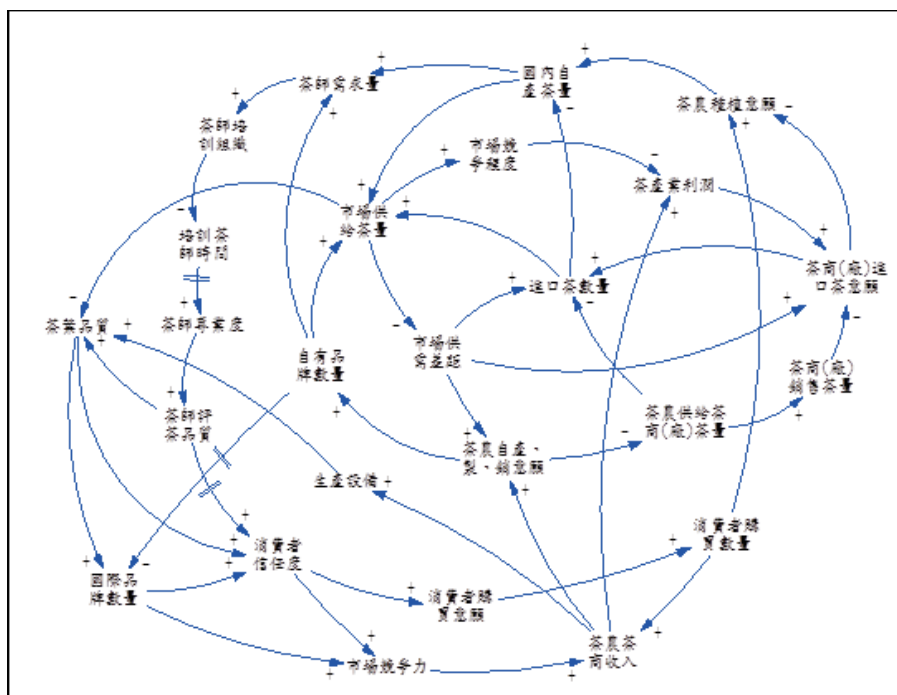 國內自
產茶量
茶師需求量
茶農種植意願
茶師培
訓組織
市場競
爭程度
茶產業利潤
市場供
給茶量
培訓茶
師時間
進口茶數量
茶商(廠)進
口茶意願
茶葉品質
茶師專業度
自有品
牌數量
市場供
需差距
茶商(廠)
銷售茶量
茶師評
茶品質
茶農供給茶
商(廠)茶量
茶農自產、
製、銷意願
生產設備
消費者
信任度
消費者購
買數量
國際品
牌數量
消費者購
買意願
茶農茶
商收入
市場競爭力